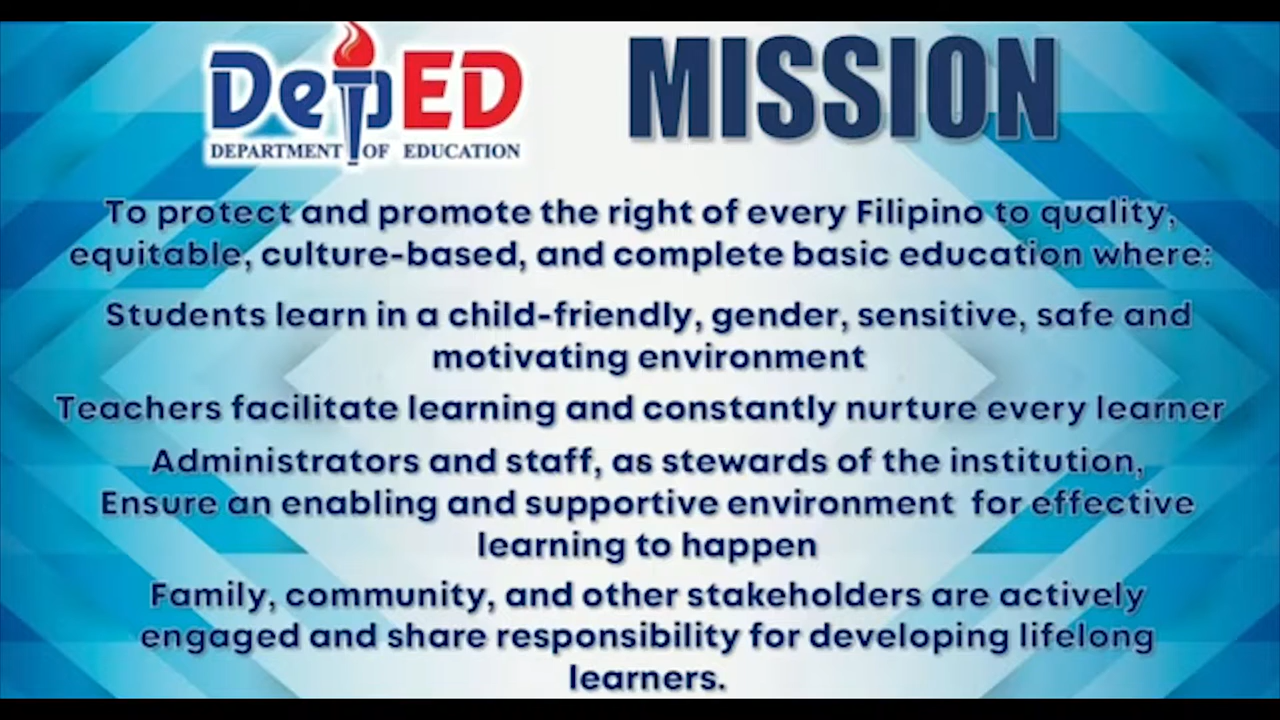 DepED
DEPARTMENT OF EDUCATION
MISSION
To protect and promote the right of every Filipino to quality,
equitable, culture-based, and complete basic education where:
Students learn in a child-friendly, gender, sensitive, safe and
motivating environment
Teachers facilitate learning and constantly nurture every learner
Administrators and staff, as stewards of the institution,
Ensure an enabling and supportive environment for effective
learning to happen
Family, community, and other stakeholders are actively
engaged and share responsibility for developing lifelong
learners.